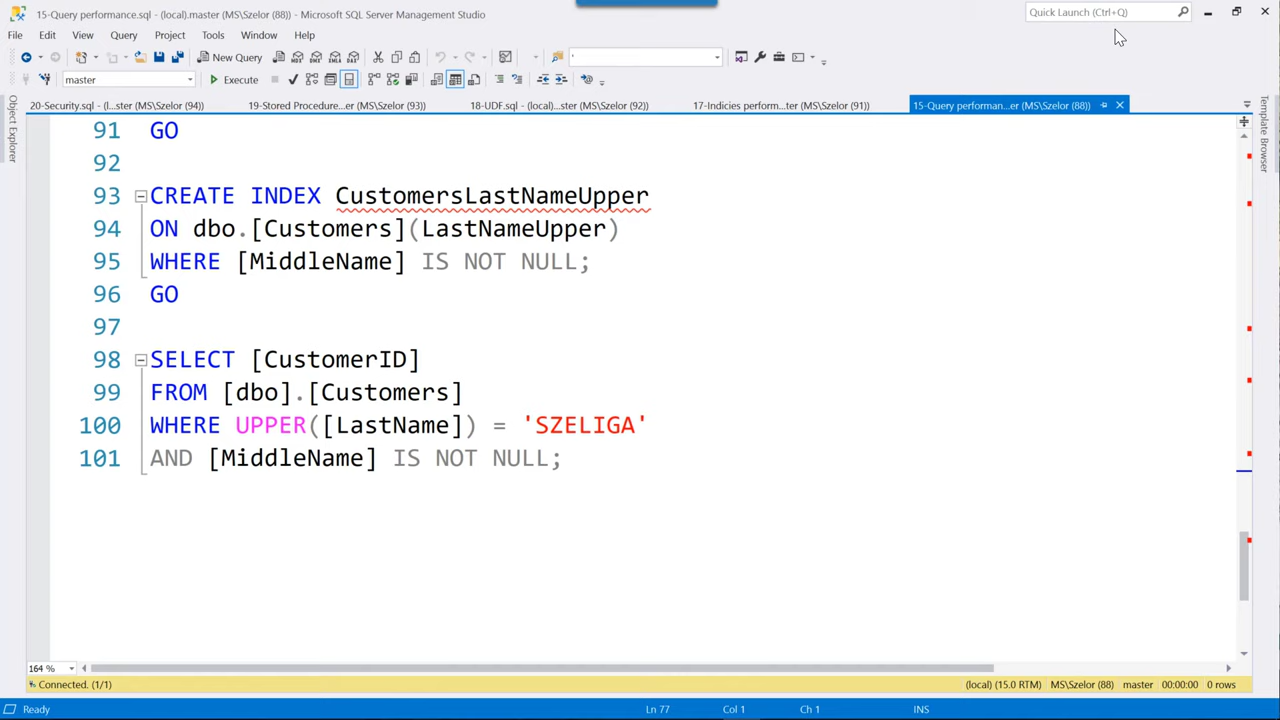 15-Query performance.sql - (local).master (MS\Szelor (88)) - Microsoft SQL Server Management Studio
Quick Launch (Ctrl+Q)
File Edit View Query Project Tools Window Help
New Query
master
Execute
20-Security.sql - (l...ster (MS\Szelor (94))
19-Stored Procedure...er (MS\Szelor (93))
18-UDF.sql - (local)....ster (MS\Szelor (92))
17-Indicies perform...ter (MS\Szelor (91))
15-Query performan...er (MS\Szelor (88))
Object Explorer
Template Browser
91 GO
92
93 CREATE INDEX CustomersLastNameUpper
94 ON dbo.[Customers](LastNameUpper)
95 WHERE [MiddleName] IS NOT NULL;
96 GO
97
98 SELECT [CustomerID]
99 FROM [dbo].[Customers]
100 WHERE UPPER([LastName]) = 'SZELIGA'
101 AND [MiddleName] IS NOT NULL;
164 %
Connected. (1/1)
(local) (15.0 RTM) MS\Szelor (88) master 00:00:00 0 rows
Ready Ln 77 Col 1 Ch 1 INS